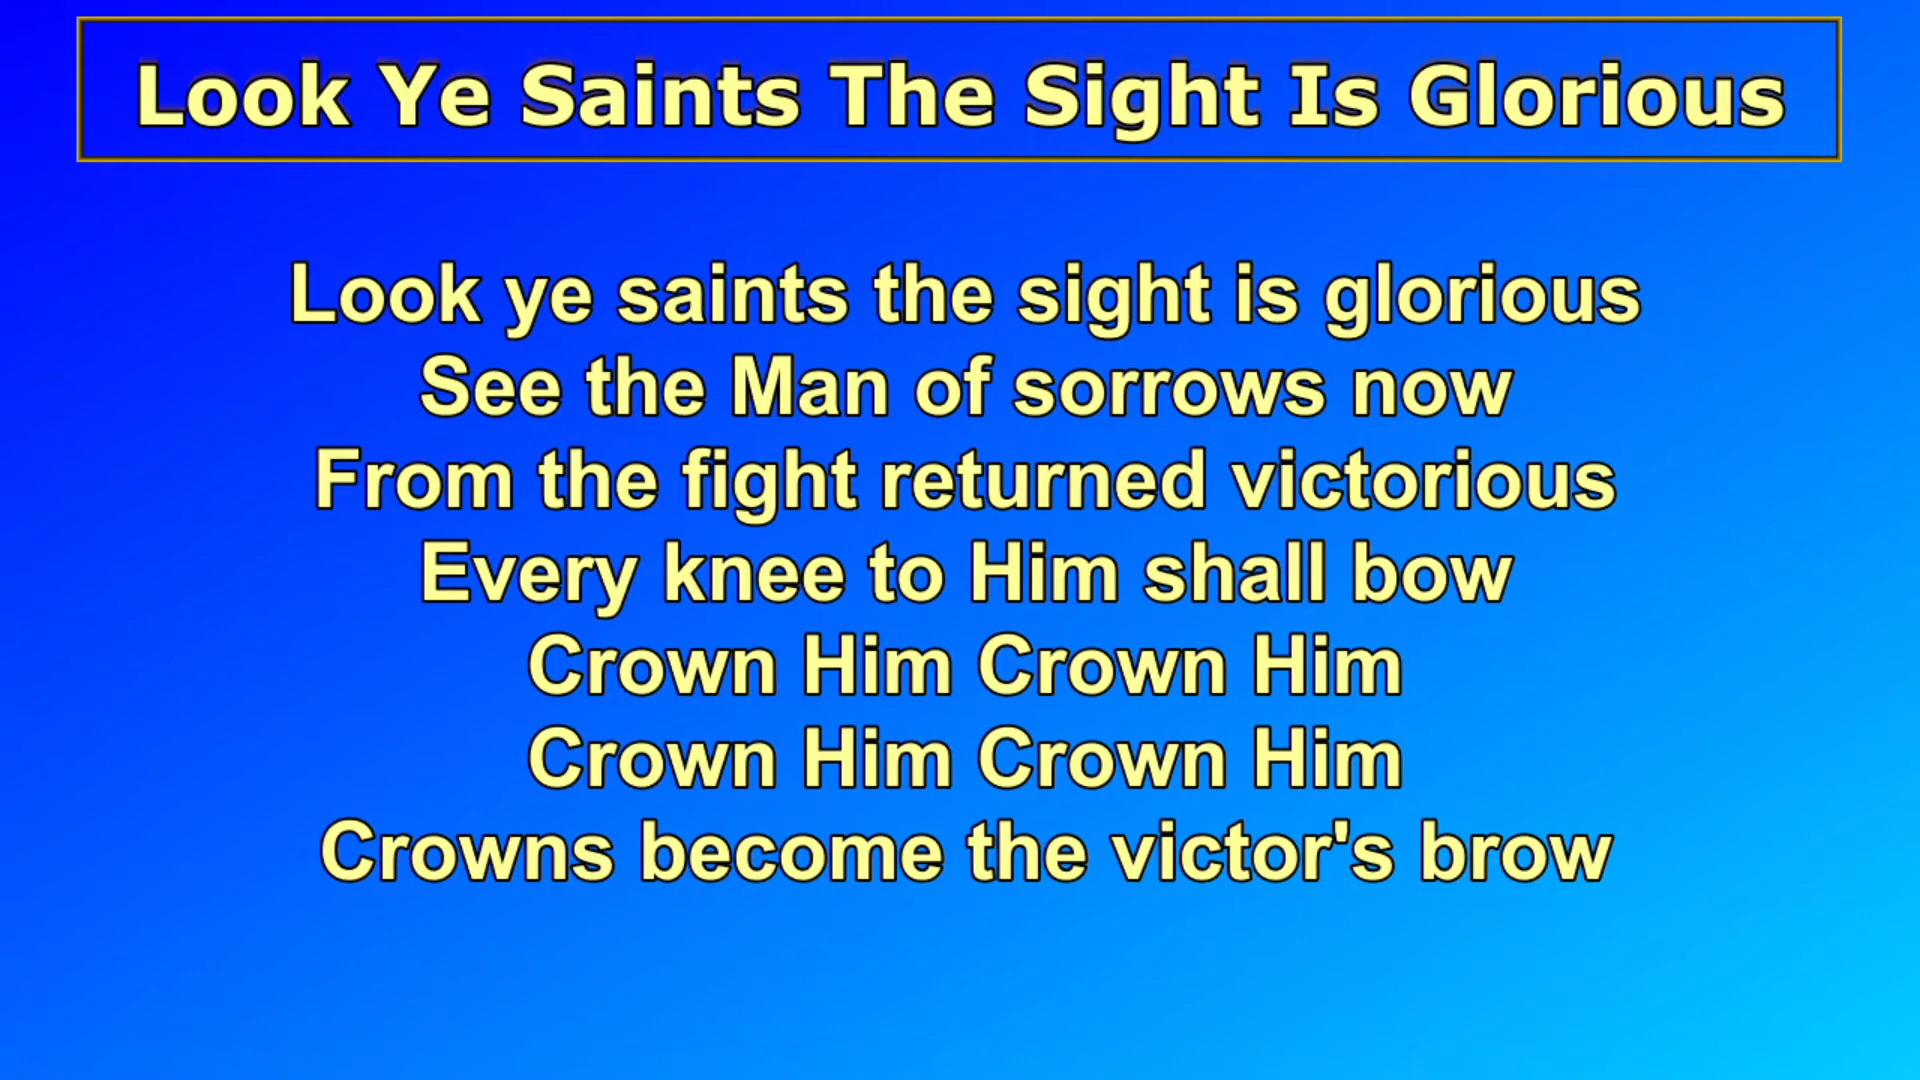 Look Ye Saints The Sight Is Glorious
Look ye saints the sight is glorious
See the Man of sorrows now
From the fight returned victorious
Every knee to Him shall bow
Crown Him Crown Him
Crown Him Crown Him
Crowns become the victor's brow